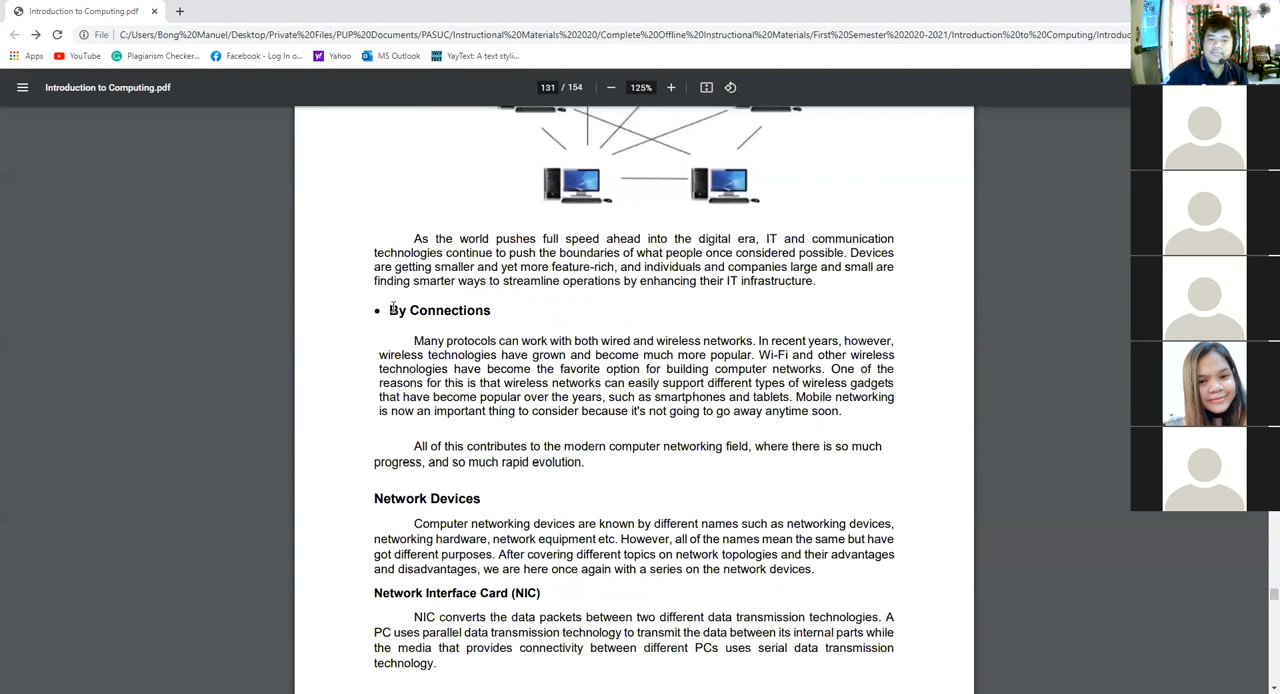 Introduction to Computing.pdf
File
C:/Users/Bong%20Manuel/Desktop/Private%20Files/PUP%20Documents/PASUC/Instructional%20Materials%202020/Complete%20Offline%20Instructional%20Materials/First%20Semester%202020-2021/Introduction%20to%20Computing/Introduc
Apps YouTube Plagiarism Checker... Facebook - Log In o... Yahoo MS Outlook YayText: A text styli...
Introduction to Computing.pdf
131 / 154
125%
As the world pushes full speed ahead into the digital era, IT and communication
technologies continue to push the boundaries of what people once considered possible. Devices
are getting smaller and yet more feature-rich, and individuals and companies large and small are
finding smarter ways to streamline operations by enhancing their IT infrastructure.
• By Connections
Many protocols can work with both wired and wireless networks. In recent years, however,
wireless technologies have grown and become much more popular. Wi-Fi and other wireless
technologies have become the favorite option for building computer networks. One of the
reasons for this is that wireless networks can easily support different types of wireless gadgets
that have become popular over the years, such as smartphones and tablets. Mobile networking
is now an important thing to consider because it's not going to go away anytime soon.
All of this contributes to the modern computer networking field, where there is so much
progress, and so much rapid evolution.
Network Devices
Computer networking devices are known by different names such as networking devices,
networking hardware, network equipment etc. However, all of the names mean the same but have
got different purposes. After covering different topics on network topologies and their advantages
and disadvantages, we are here once again with a series on the network devices.
Network Interface Card (NIC)
NIC converts the data packets between two different data transmission technologies. A
PC uses parallel data transmission technology to transmit the data between its internal parts while
the media that provides connectivity between different PCs uses serial data transmission
technology.